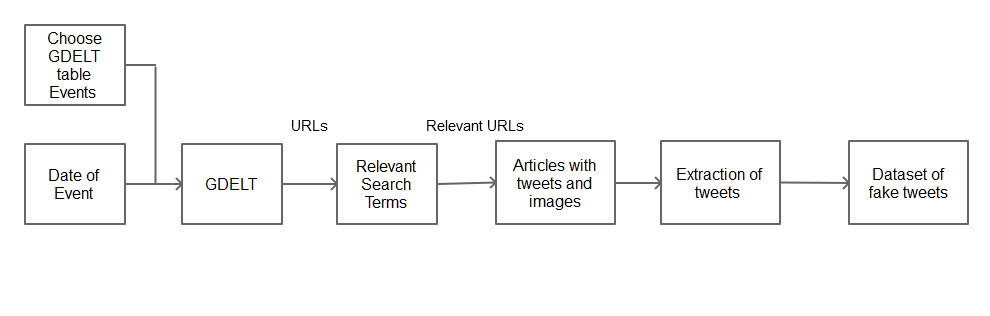 Choose
GDELT
table
Events
URLs
Relevant URLs
Date of
Event
GDELT
Relevant
Search
Terms
Articles with
tweets and
images
Extraction of
tweets
Dataset of
fake tweets